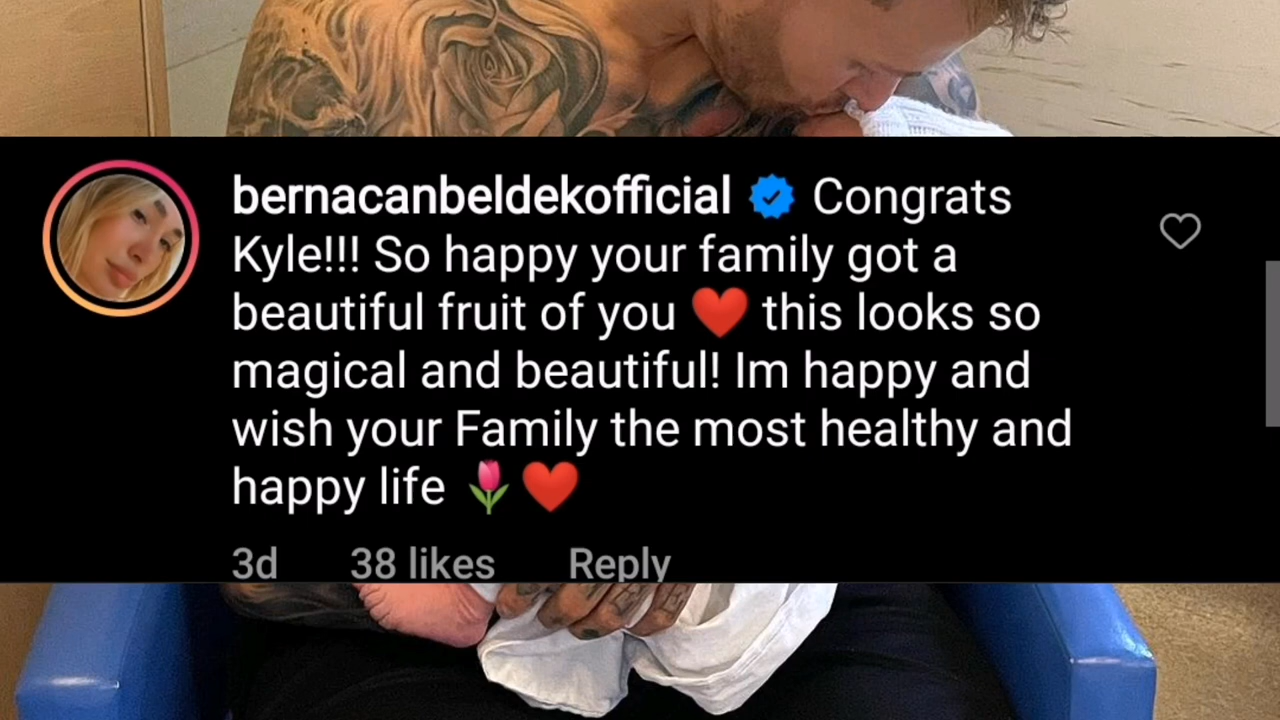 bernacanbeldekofficial Congrats
Kyle!!! So happy your family got a
beautiful fruit of you ❤️ this looks so
magical and beautiful! Im happy and
wish your Family the most healthy and
happy life 🌷❤️
3d 38 likes Reply